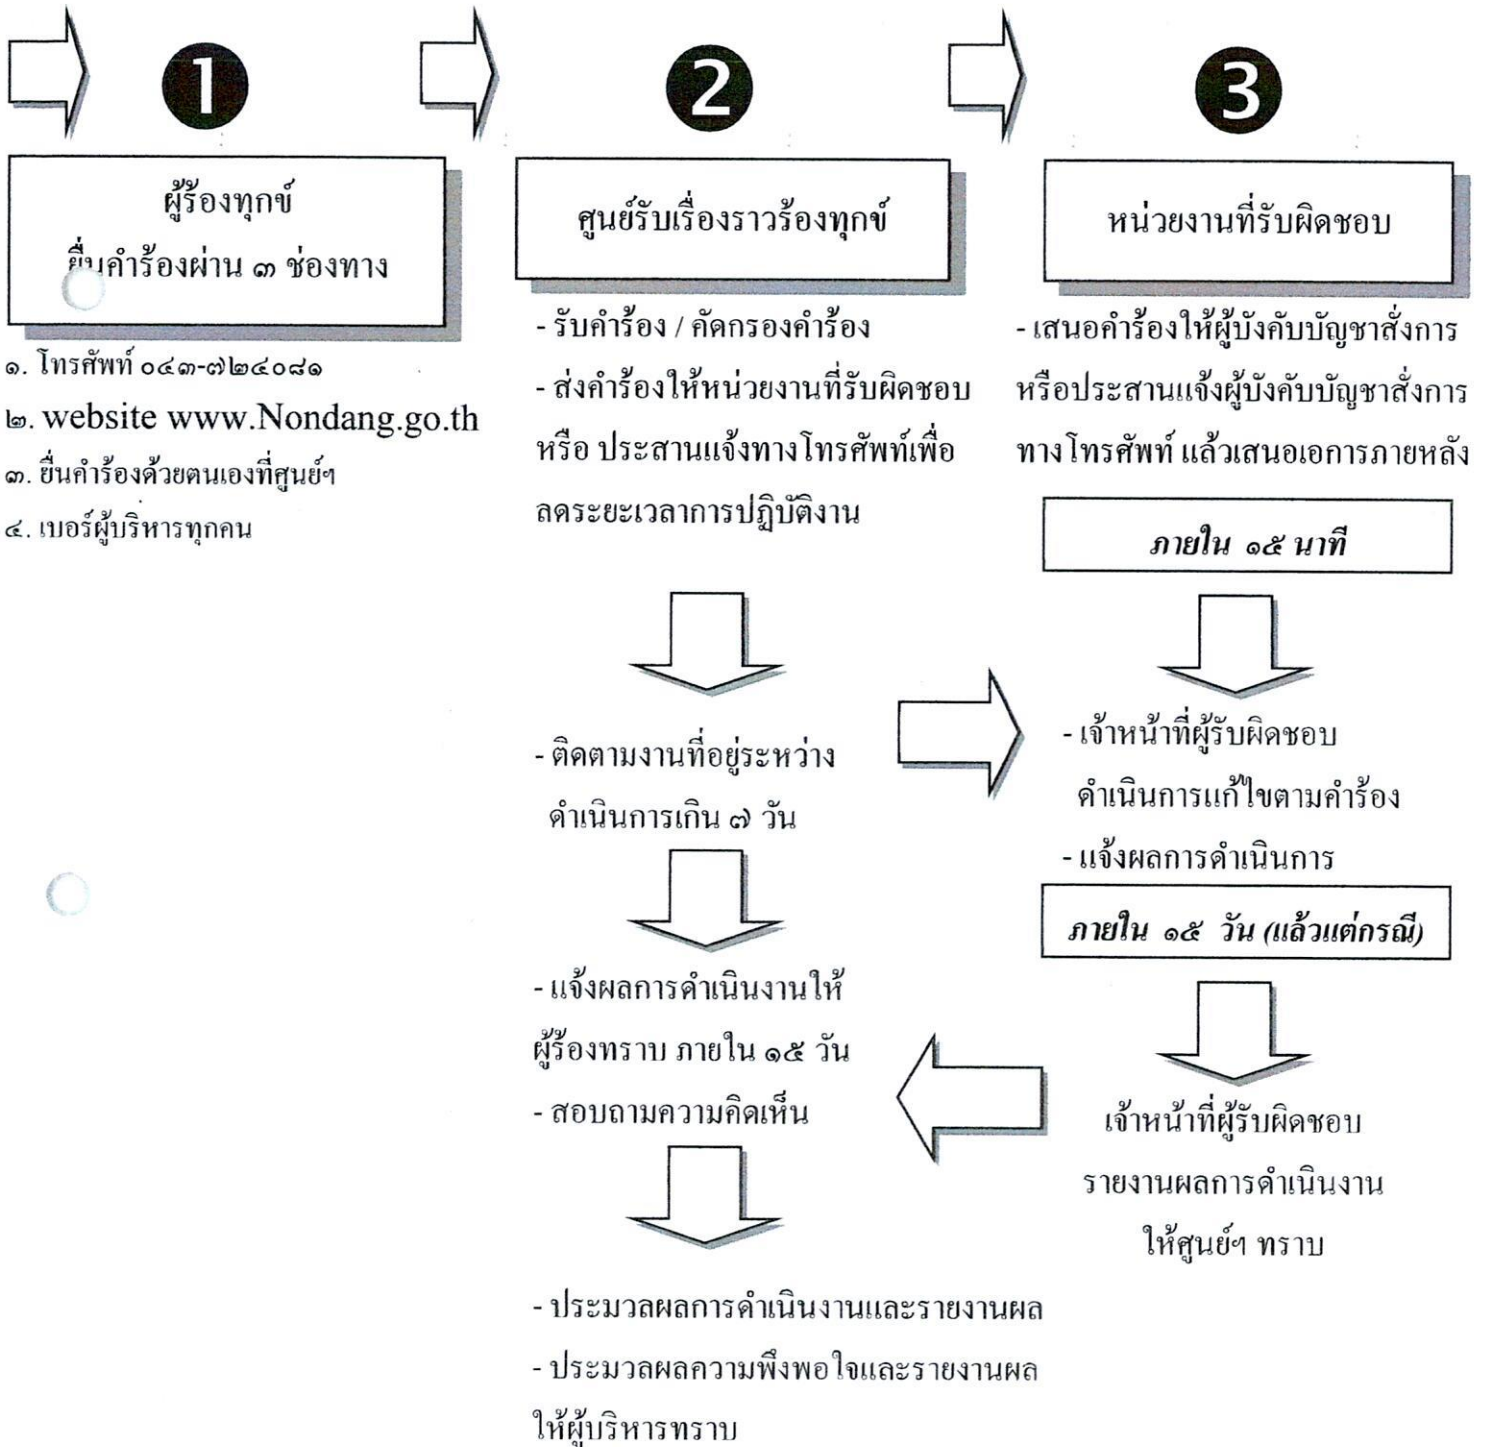 1
ผู้ร้องทุกข์
ยื่นคำร้องผ่าน ๓ ช่องทาง
๑. โทรศัพท์ ๐๔๓-๗๒๔๐๘๑
๒. website www.Nondang.go.th
๓. ยื่นคำร้องด้วยตนเองที่ศูนย์ฯ
๔. เบอร์ผู้บริหารทุกคน
2
ศูนย์รับเรื่องราวร้องทุกข์
- รับคำร้อง / คัดกรองคำร้อง
- ส่งคำร้องให้หน่วยงานที่รับผิดชอบ
หรือ ประสานแจ้งทางโทรศัพท์เพื่อ
ลดระยะเวลาการปฏิบัติงาน
- ติดตามงานที่อยู่ระหว่าง
ดำเนินการเกิน ๗ วัน
- แจ้งผลการดำเนินงานให้
ผู้ร้องทราบ ภายใน ๑๕ วัน
- สอบถามความคิดเห็น
- ประมวลผลการดำเนินงานและรายงานผล
- ประมวลผลความพึงพอใจและรายงานผล
ให้ผู้บริหารทราบ
3
หน่วยงานที่รับผิดชอบ
- เสนอคำร้องให้ผู้บังคับบัญชาสั่งการ
หรือประสานแจ้งผู้บังคับบัญชาสั่งการ
ทางโทรศัพท์ แล้วเสนอเอการภายหลัง
ภายใน ๑๕ นาที
- เจ้าหน้าที่ผู้รับผิดชอบ
ดำเนินการแก้ไขตามคำร้อง
- แจ้งผลการดำเนินการ
ภายใน ๑๕ วัน (แล้วแต่กรณี)
เจ้าหน้าที่ผู้รับผิดชอบ
รายงานผลการดำเนินงาน
ให้ศูนย์ฯ ทราบ